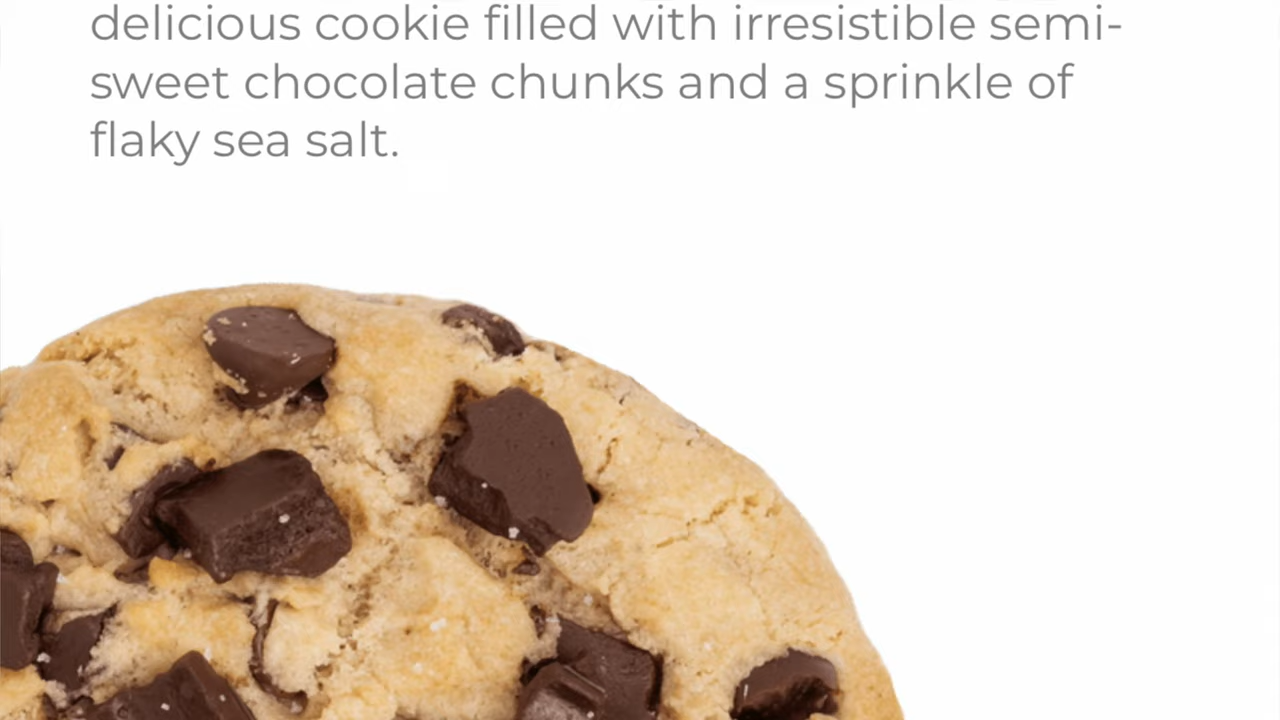 delicious cookie filled with irresistible semi-
sweet chocolate chunks and a sprinkle of
flaky sea salt.